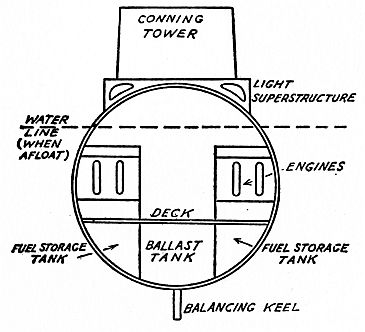 CONNING
TOWER
LIGHT
SUPERSTRUCTURE
WATER
LINE
(WHEN
AFLOAT)
ENGINES
DECK
FUEL STORAGE
TANK
BALLAST
TANK
FUEL STORAGE
TANK
BALANCING KEEL